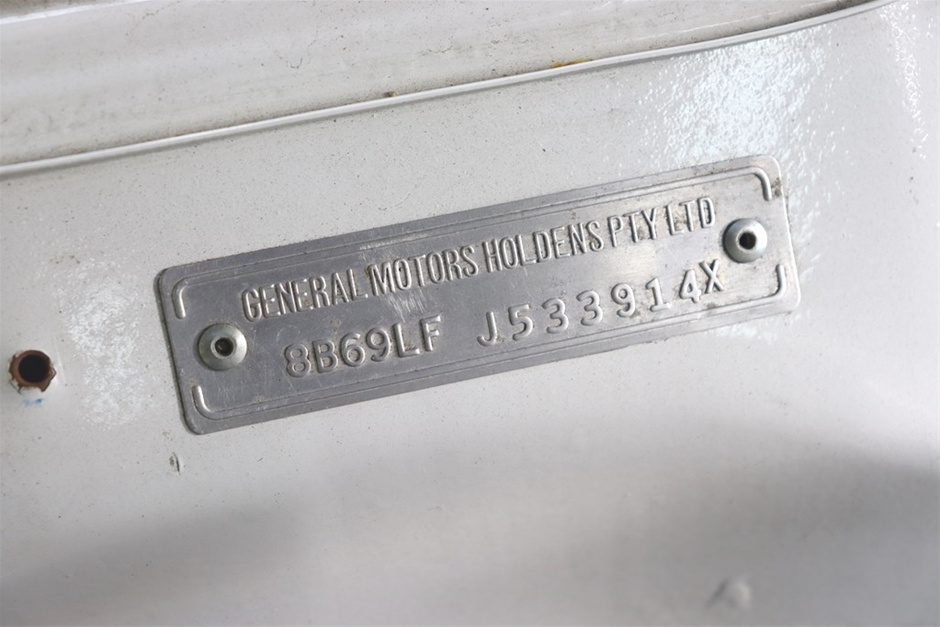 GENERAL MOTORS HOLDENS PTY LTD
8B69LF J533914X